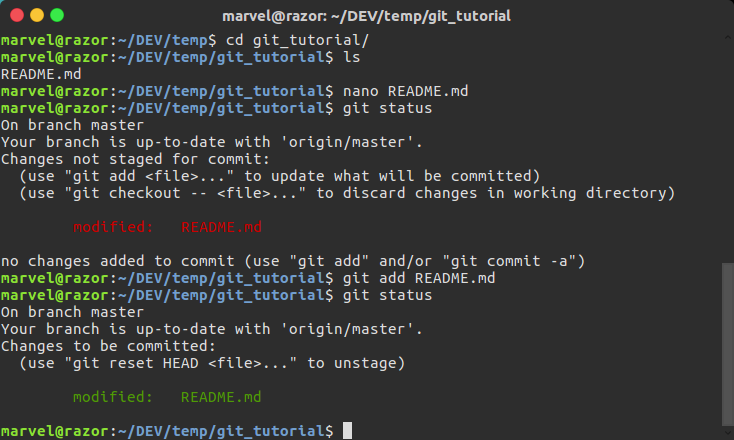 marvel@razor: ~/DEV/temp/git_tutorial
marvel@razor:~/DEV/temp$ cd git_tutorial/
marvel@razor:~/DEV/temp/git_tutorial$ ls
README.md
marvel@razor:~/DEV/temp/git_tutorial$ nano README.md
marvel@razor:~/DEV/temp/git_tutorial$ git status
On branch master
Your branch is up-to-date with 'origin/master'.
Changes not staged for commit:
  (use "git add <file>..." to update what will be committed)
  (use "git checkout -- <file>..." to discard changes in working directory)
        modified:   README.md
no changes added to commit (use "git add" and/or "git commit -a")
marvel@razor:~/DEV/temp/git_tutorial$ git add README.md
marvel@razor:~/DEV/temp/git_tutorial$ git status
On branch master
Your branch is up-to-date with 'origin/master'.
Changes to be committed:
  (use "git reset HEAD <file>..." to unstage)
        modified:   README.md
marvel@razor:~/DEV/temp/git_tutorial$